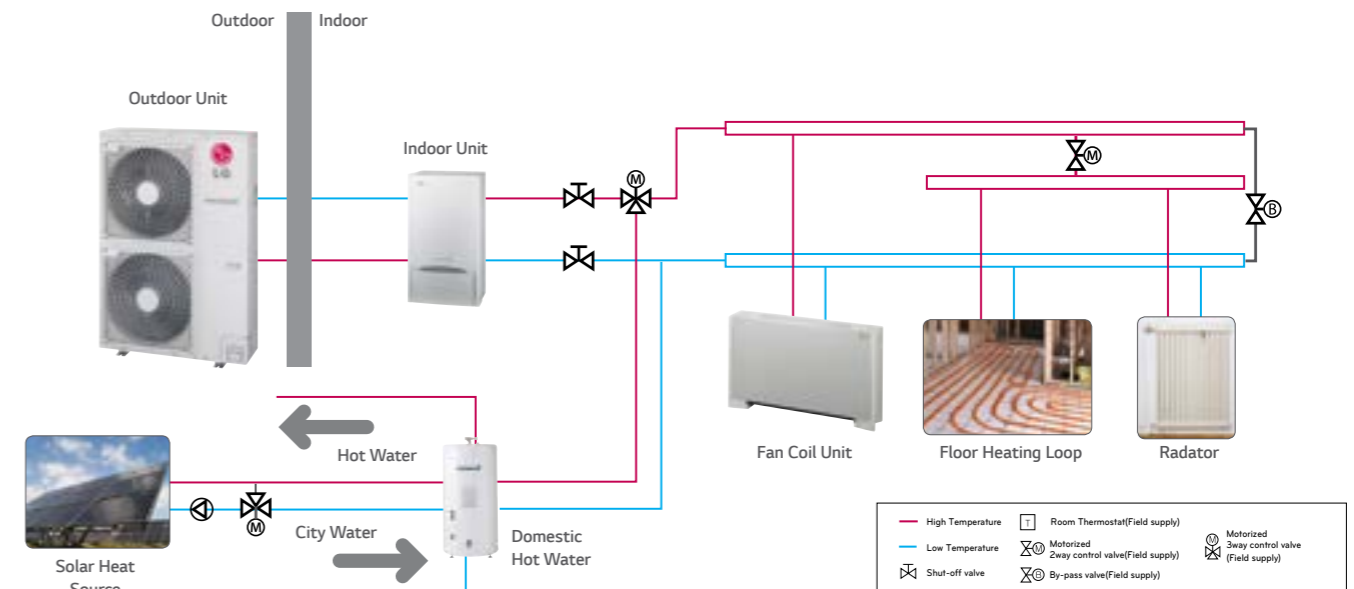 Outdoor
Indoor
Outdoor Unit
LG
Indoor Unit
M
M
B
Hot Water
Fan Coil Unit
Floor Heating Loop
Radator
M
City Water
Domestic
Hot Water
Solar Heat
Source
High Temperature
T
Room Thermostat(Field supply)
Low Temperature
M
Motorized
2way control valve(Field supply)
M
Motorized
3way control valve
(Field supply)
Shut-off valve
B
By-pass valve(Field supply)